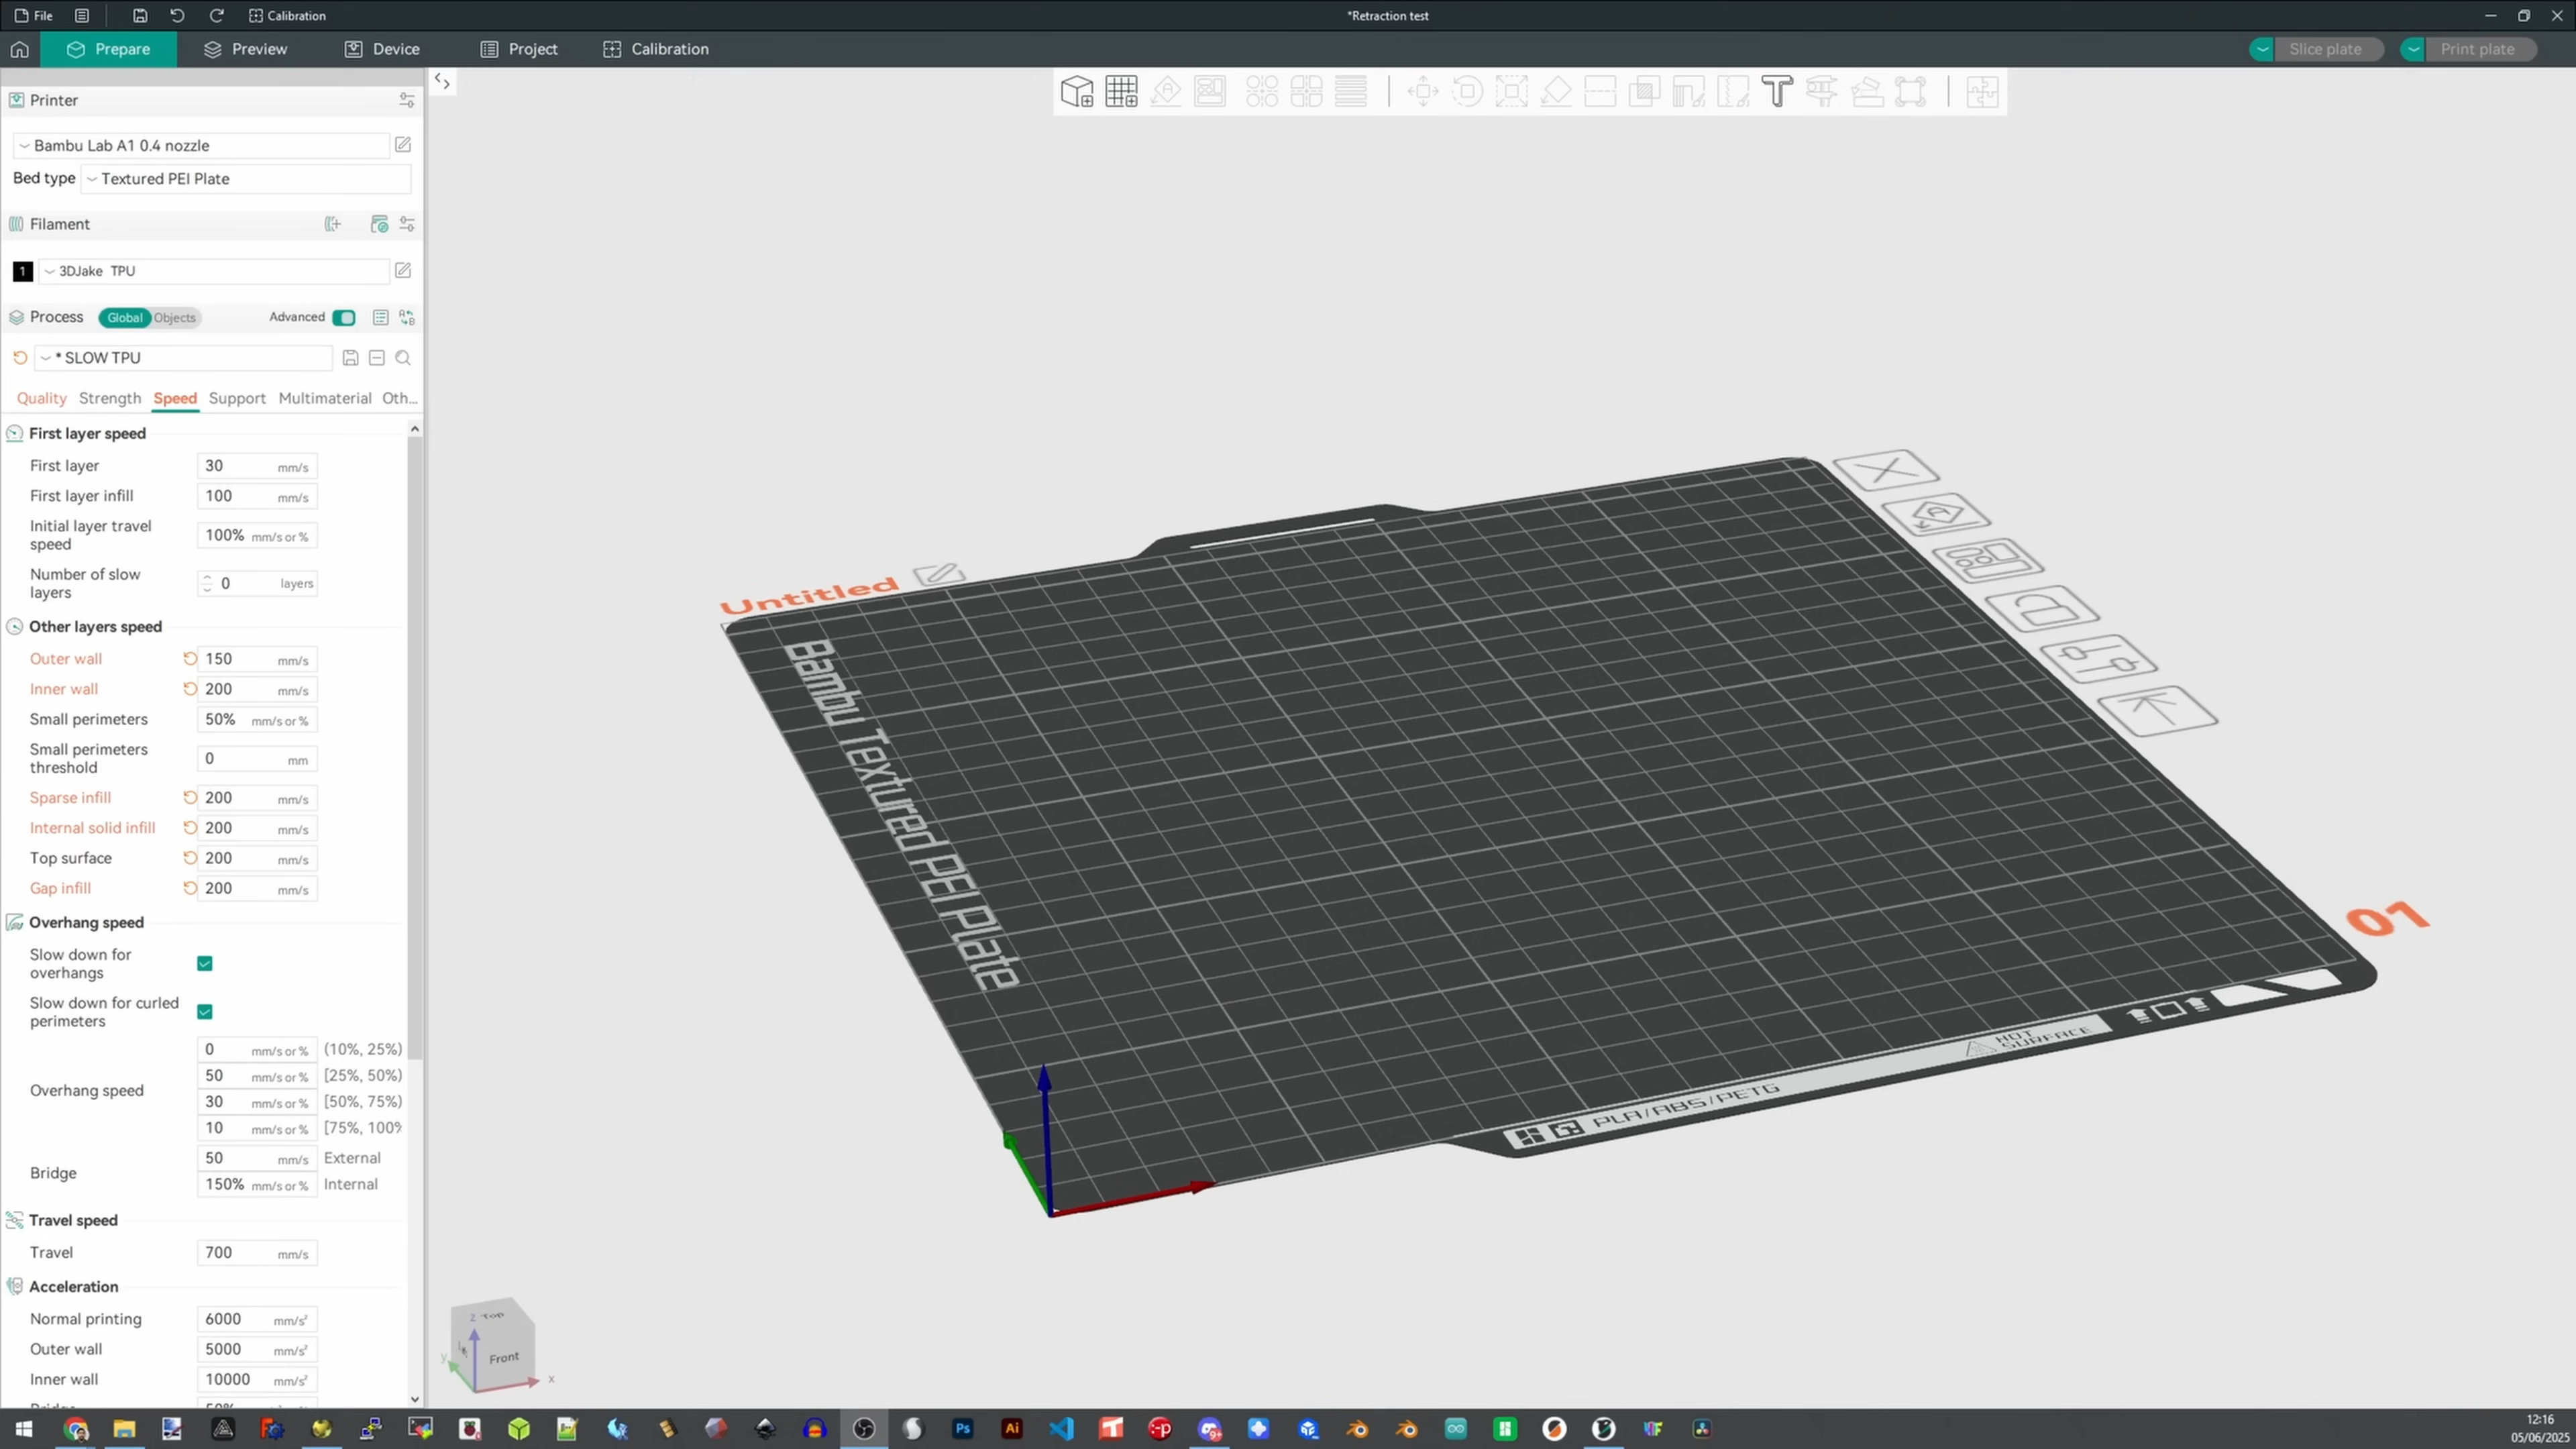 File
Calibration
*Retraction test
Prepare
Preview
Device
Project
Calibration
Slice plate
Print plate
Printer
Bambu Lab A1 0.4 nozzle
Bed type
Textured PEI Plate
Filament
1
3DJake TPU
Process
Global
Objects
Advanced
* SLOW TPU
Quality
Strength
Speed
Support
Multimaterial
Oth...
First layer speed
First layer 30 mm/s
First layer infill 100 mm/s
Initial layer travel
speed
100% mm/s or %
Number of slow
layers
0 layers
Other layers speed
Outer wall 150 mm/s
Inner wall 200 mm/s
Small perimeters 50% mm/s or %
Small perimeters
threshold
0 mm
Sparse infill 200 mm/s
Internal solid infill 200 mm/s
Top surface 200 mm/s
Gap infill 200 mm/s
Overhang speed
Slow down for
overhangs
Slow down for curled
perimeters
Overhang speed
0 mm/s or % (10%, 25%)
50 mm/s or % [25%, 50%)
30 mm/s or % [50%, 75%)
10 mm/s or % [75%, 100%
Bridge
50 mm/s External
150% mm/s or % Internal
Travel speed
Travel 700 mm/s
Acceleration
Normal printing 6000 mm/s²
Outer wall 5000 mm/s²
Inner wall 10000 mm/s²
Untitled
Bambu Textured PEI Plate
01
HOT
SURFACE
PLA/ABS/PETG
Top
Front
z
y
x
Ps
Ai
9+
12:16
05/06/2025